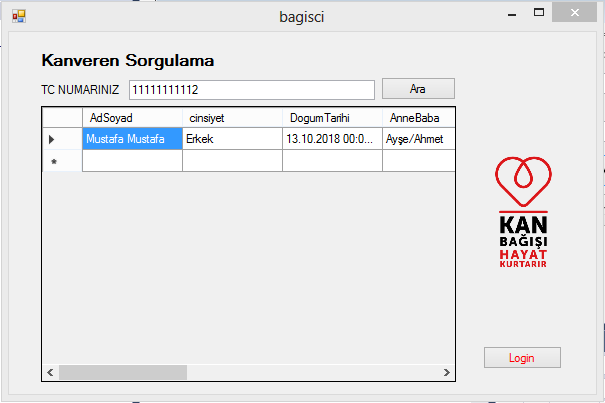 bagisci
Kanveren Sorgulama
TC NUMARINIZ 11111111112 Ara
AdSoyad cinsiyet DogumTarihi AnneBaba
Mustafa Mustafa Erkek 13.10.2018 00:0... Ayşe/Ahmet
KAN
BAĞIŞI
HAYAT
KURTARIR
Login